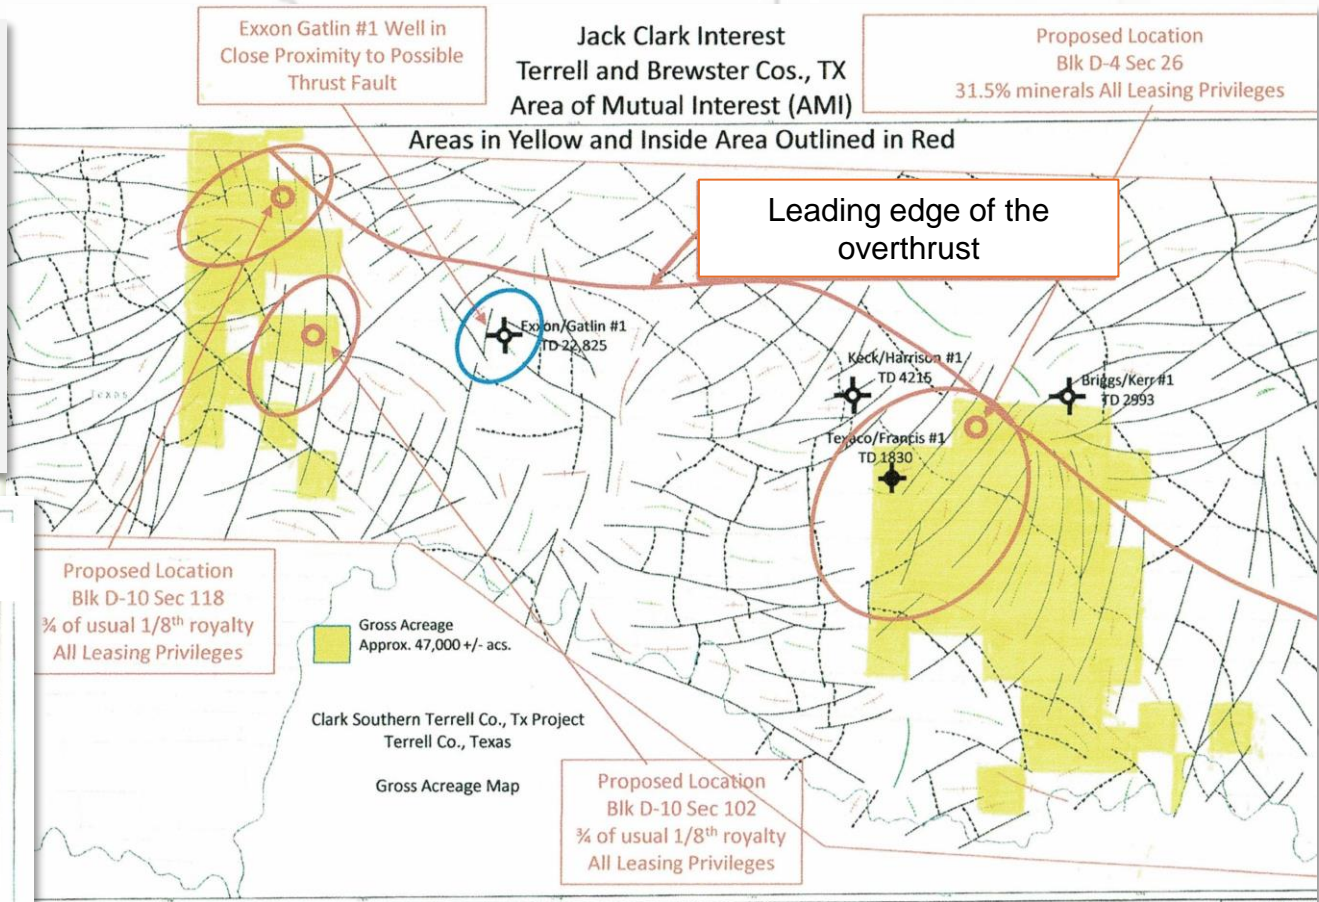 Exxon Gatlin #1 Well in
Close Proximity to Possible
Thrust Fault
Jack Clark Interest
Terrell and Brewster Cos., TX
Area of Mutual Interest (AMI)
Areas in Yellow and Inside Area Outlined in Red
Proposed Location
Blk D-4 Sec 26
31.5% minerals All Leasing Privileges
Leading edge of the
overthrust
Exxon/Gatlin #1
TD 22,825
Keck/Harrison #1
TD 4215
Briggs/Kerr #1
TD 2993
Texaco/Francis #1
TD 1830
Texas
Proposed Location
Blk D-10 Sec 118
¾ of usual 1/8th royalty
All Leasing Privileges
Gross Acreage
Approx. 47,000 +/- acs.
Clark Southern Terrell Co., Tx Project
Terrell Co., Texas
Gross Acreage Map
Proposed Location
Blk D-10 Sec 102
¾ of usual 1/8th royalty
All Leasing Privileges